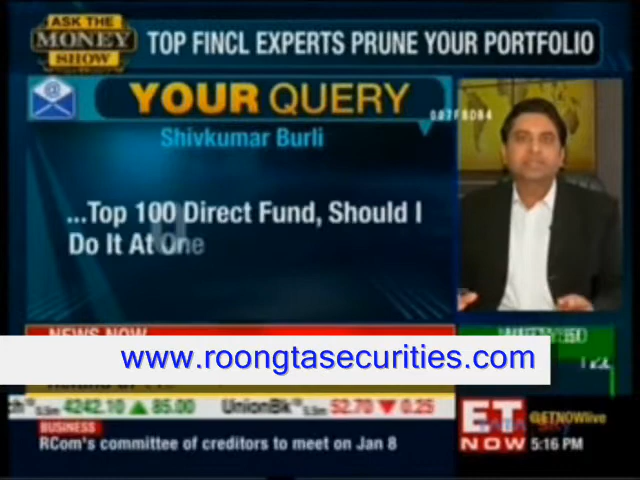 ASK THE
MONEY
SHOW
TOP FINCL EXPERTS PRUNE YOUR PORTFOLIO
YOUR QUERY
Shivkumar Burli
...Top 100 Direct Fund, Should I
Do It At One
NEWS NOW
www.roongtasecurities.com
4242.10 ▲ 85.00 UnionBk 52.70 ▼ 0.25
BUSINESS
RCom's committee of creditors to meet on Jan 8
ET
NOW
@ETNOWlive
5:16 PM